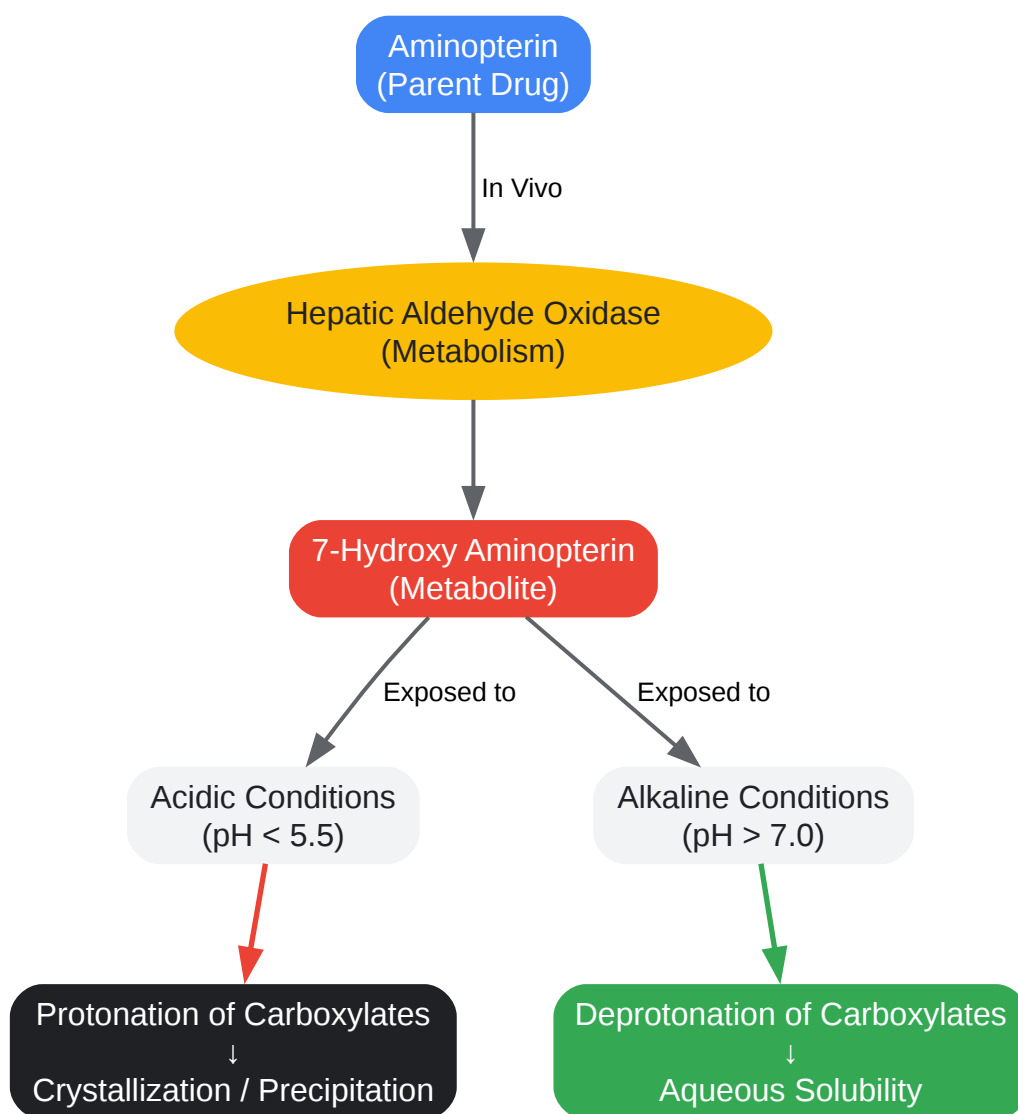 Aminopterin
(Parent Drug)
In Vivo
Hepatic Aldehyde Oxidase
(Metabolism)
7-Hydroxy Aminopterin
(Metabolite)
Exposed to
Exposed to
Acidic Conditions
(pH < 5.5)
Alkaline Conditions
(pH > 7.0)
Protonation of Carboxylates
↓
Crystallization / Precipitation
Deprotonation of Carboxylates
↓
Aqueous Solubility